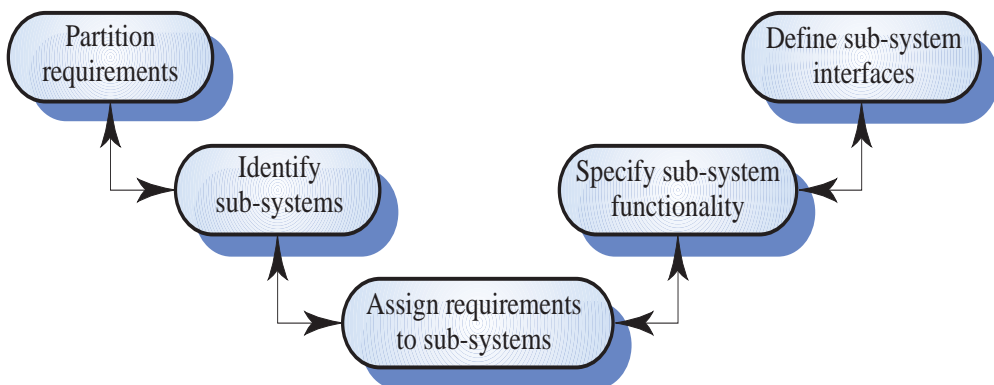 Partition
requirements
Identify
sub-systems
Assign requirements
to sub-systems
Specify sub-system
functionality
Define sub-system
interfaces